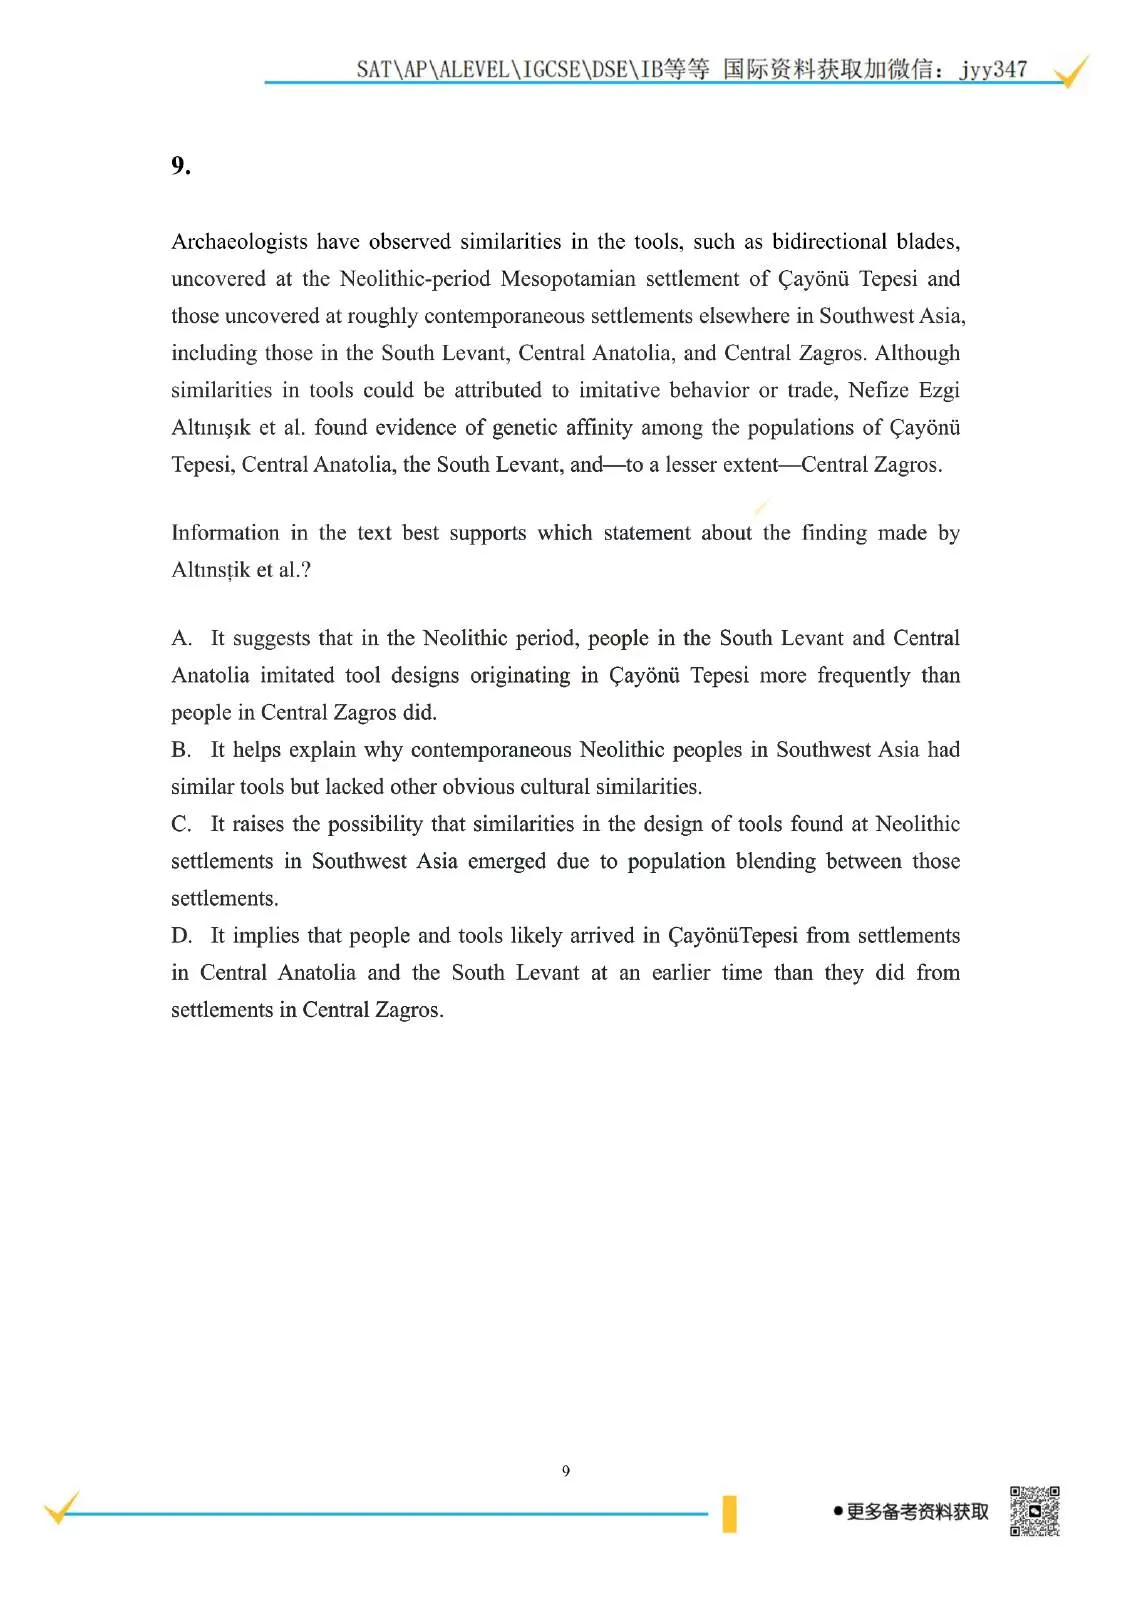 SAT\AP\ALEVEL\IGCSE\DSE\IB等等 国际资料获取加微信：jyy347
9.
Archaeologists have observed similarities in the tools, such as bidirectional blades,
uncovered at the Neolithic-period Mesopotamian settlement of Çayönü Tepesi and
those uncovered at roughly contemporaneous settlements elsewhere in Southwest Asia,
including those in the South Levant, Central Anatolia, and Central Zagros. Although
similarities in tools could be attributed to imitative behavior or trade, Nefize Ezgi
Altınışık et al. found evidence of genetic affinity among the populations of Çayönü
Tepesi, Central Anatolia, the South Levant, and—to a lesser extent—Central Zagros.
Information in the text best supports which statement about the finding made by
Altınsţik et al.?
A. It suggests that in the Neolithic period, people in the South Levant and Central
Anatolia imitated tool designs originating in Çayönü Tepesi more frequently than
people in Central Zagros did.
B. It helps explain why contemporaneous Neolithic peoples in Southwest Asia had
similar tools but lacked other obvious cultural similarities.
C. It raises the possibility that similarities in the design of tools found at Neolithic
settlements in Southwest Asia emerged due to population blending between those
settlements.
D. It implies that people and tools likely arrived in ÇayönüTepesi from settlements
in Central Anatolia and the South Levant at an earlier time than they did from
settlements in Central Zagros.
9
●更多备考资料获取